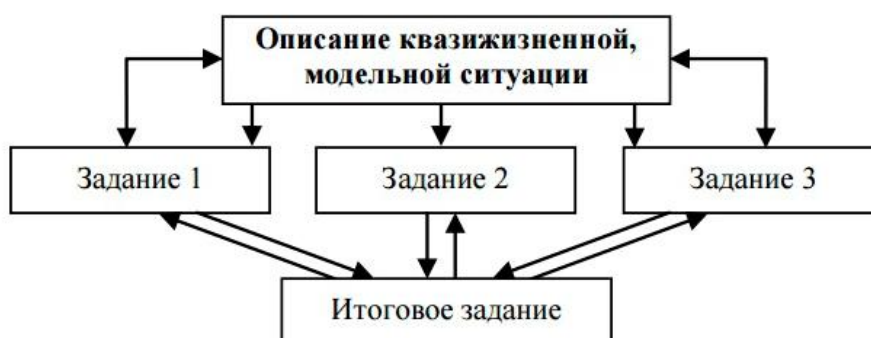 Описание квазижизненной,
модельной ситуации
Задание 1
Задание 2
Задание 3
Итоговое задание